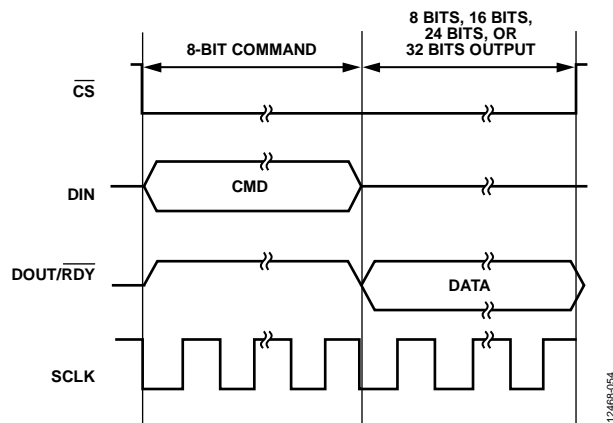 8-BIT COMMAND
8 BITS, 16 BITS,
24 BITS, OR
32 BITS OUTPUT
CS
DIN
CMD
DOUT/RDY
DATA
SCLK
12468-054